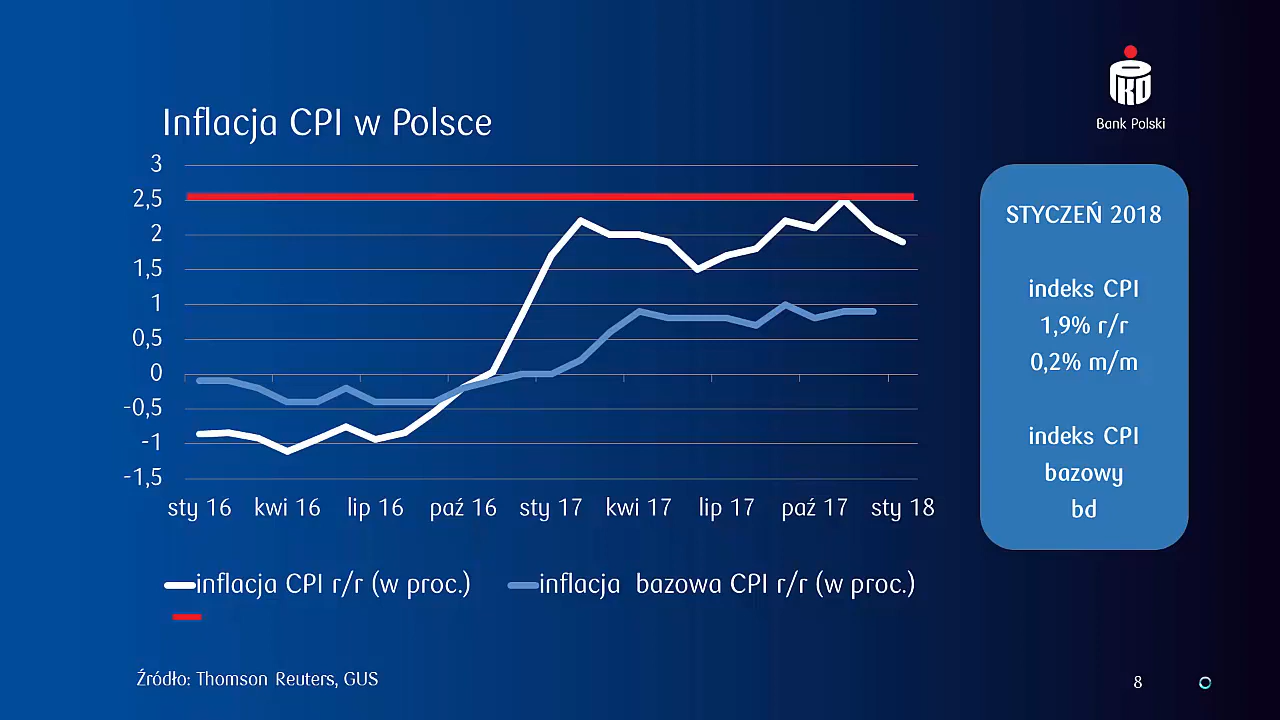 PKO
Bank Polski
Inflacja CPI w Polsce
3
2,5
2
1,5
1
0,5
0
-0,5
-1
-1,5
sty 16 kwi 16 lip 16 paź 16 sty 17 kwi 17 lip 17 paź 17 sty 18
inflacja CPI r/r (w proc.) inflacja bazowa CPI r/r (w proc.)
STYCZEŃ 2018
indeks CPI
1,9% r/r
0,2% m/m
indeks CPI
bazowy
bd
Źródło: Thomson Reuters, GUS
8